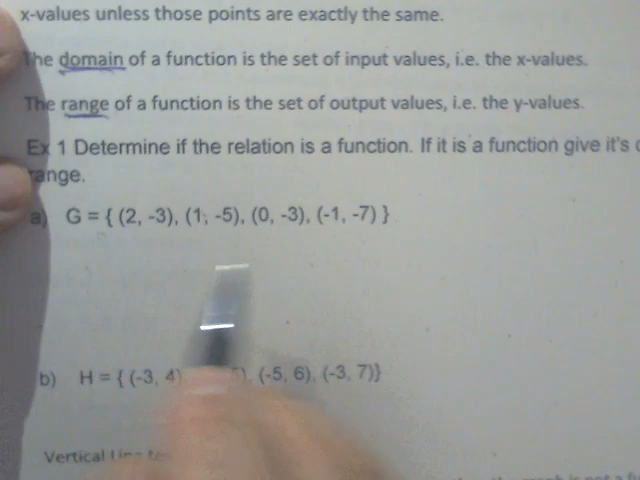 x-values unless those points are exactly the same.
The domain of a function is the set of input values, i.e. the x-values.
The range of a function is the set of output values, i.e. the y-values.
Ex 1 Determine if the relation is a function. If it is a function give it's
range.
a) G = { (2, -3), (1, -5), (0, -3), (-1, -7) }
b) H = { (-3, 4) (-5, 6), (-3, 7)}
Vertical Line